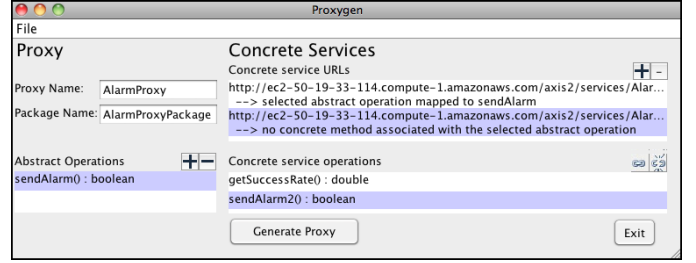 Proxygen
File
Proxy
Proxy Name: AlarmProxy
Package Name: AlarmProxyPackage
Abstract Operations
sendAlarm() : boolean
Concrete Services
Concrete service URLs
http://ec2-50-19-33-114.compute-1.amazonaws.com/axis2/services/Alar...
--> selected abstract operation mapped to sendAlarm
http://ec2-50-19-33-114.compute-1.amazonaws.com/axis2/services/Alar...
--> no concrete method associated with the selected abstract operation
Concrete service operations
getSuccessRate() : double
sendAlarm2() : boolean
Generate Proxy
Exit